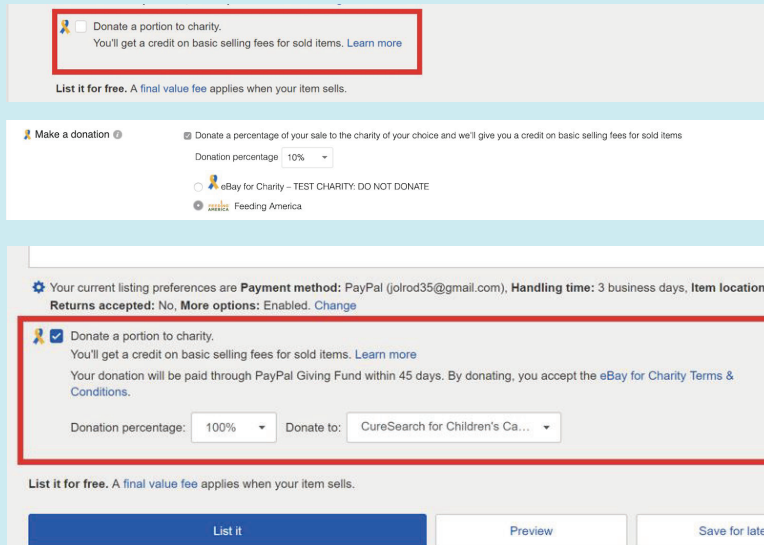 Donate a portion to charity.
You'll get a credit on basic selling fees for sold items. Learn more
List it for free. A final value fee applies when your item sells.
Make a donation
Donate a percentage of your sale to the charity of your choice and we'll give you a credit on basic selling fees for sold items
Donation percentage 10%
eBay for Charity – TEST CHARITY: DO NOT DONATE
FEEDING AMERICA Feeding America
Your current listing preferences are Payment method: PayPal (jolrod35@gmail.com), Handling time: 3 business days, Item location
Returns accepted: No, More options: Enabled. Change
Donate a portion to charity.
You'll get a credit on basic selling fees for sold items. Learn more
Your donation will be paid through PayPal Giving Fund within 45 days. By donating, you accept the eBay for Charity Terms &
Conditions.
Donation percentage: 100% Donate to: CureSearch for Children's Ca...
List it for free. A final value fee applies when your item sells.
List it Preview Save for late